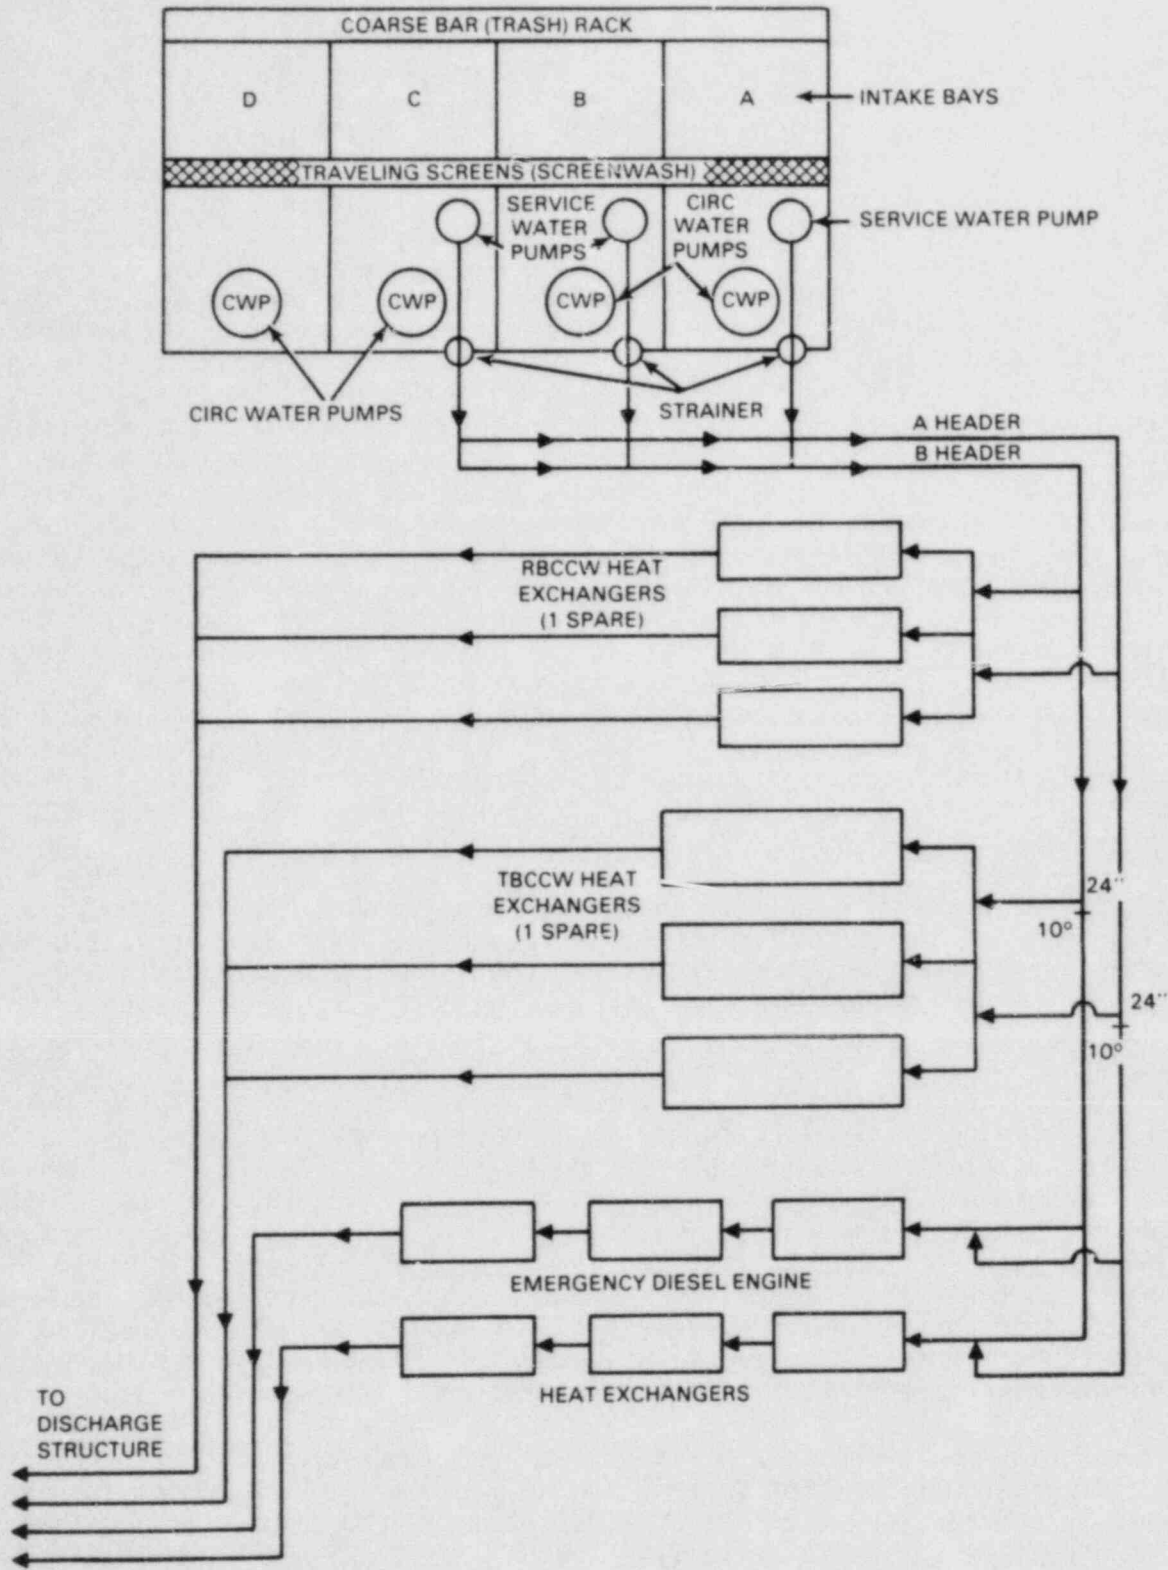 COARSE BAR (TRASH) RACK
D
C
B
A
INTAKE BAYS
TRAVELING SCREENS (SCREENWASH)
SERVICE
WATER
PUMPS
CIRC
WATER
PUMPS
SERVICE WATER PUMP
CWP
CWP
CWP
CWP
CIRC WATER PUMPS
STRAINER
A HEADER
B HEADER
RBCCW HEAT
EXCHANGERS
(1 SPARE)
TBCCW HEAT
EXCHANGERS
(1 SPARE)
24''
10°
24''
10°
EMERGENCY DIESEL ENGINE
HEAT EXCHANGERS
TO
DISCHARGE
STRUCTURE